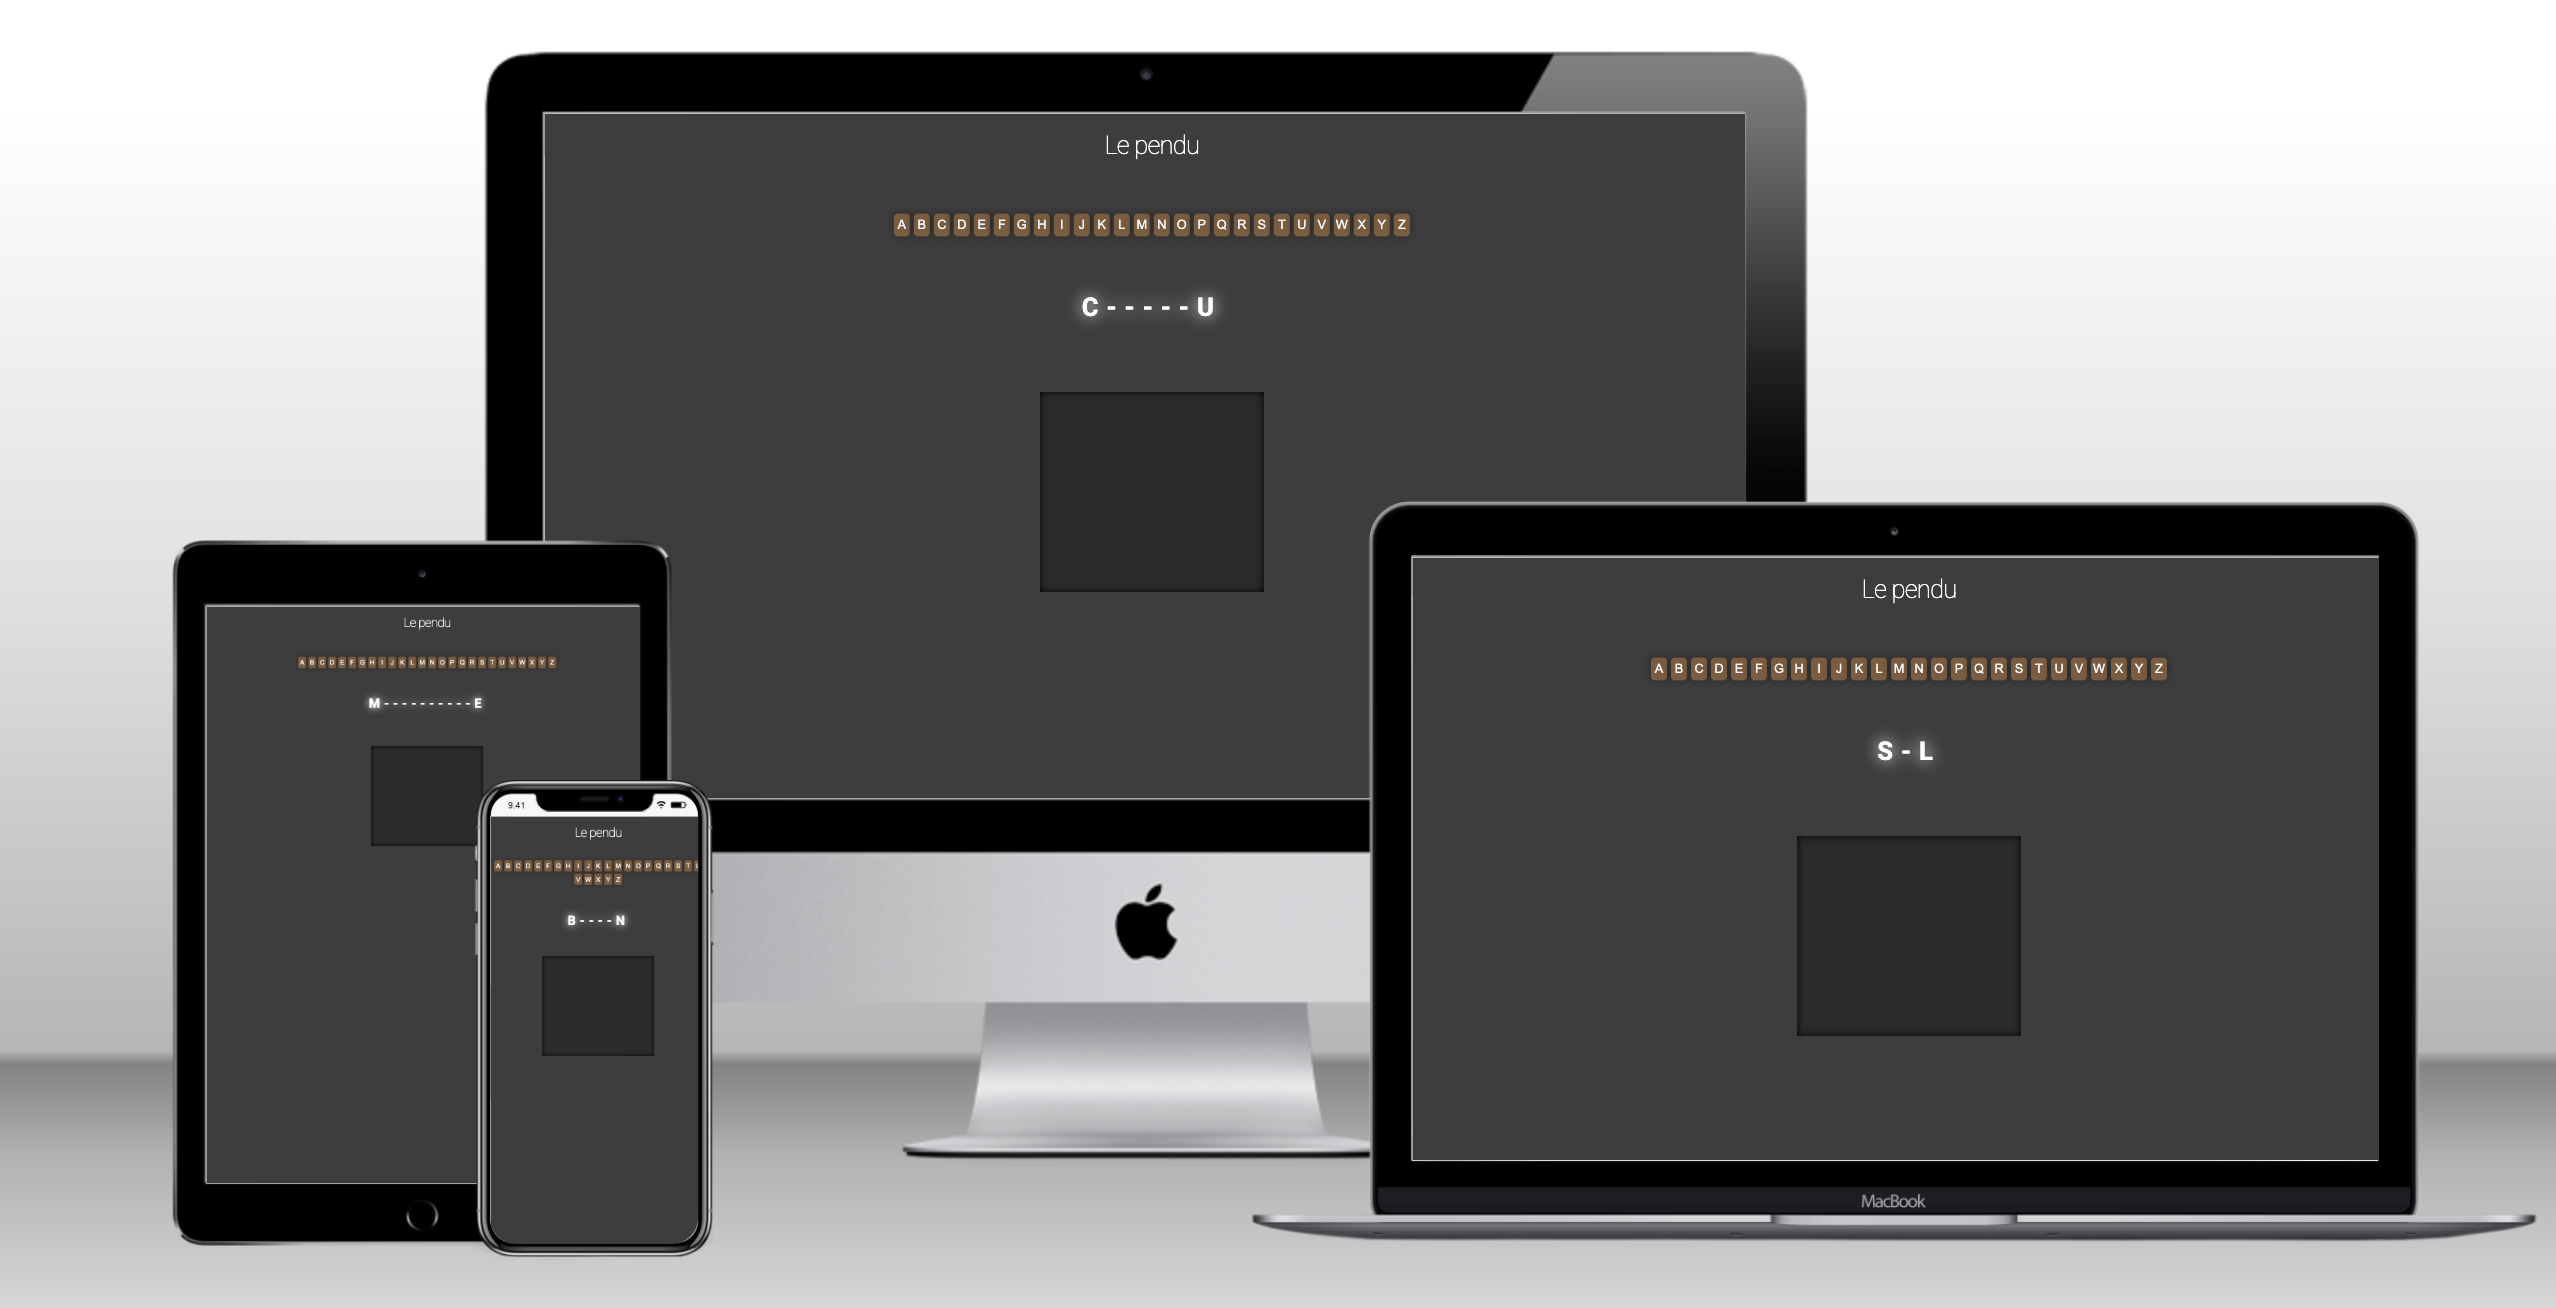 Le pendu
A B C D E F G H I J K L M N O P Q R S T U V W X Y Z
C - - - - - U
Le pendu
A B C D E F G H I J K L M N O P Q R S T U V W X Y Z
M - - - - - - - - - - E
9.41
Le pendu
A B C D E F G H I J K L M N O P Q R S T U
V W X Y Z
B - - - - N
Le pendu
A B C D E F G H I J K L M N O P Q R S T U V W X Y Z
S - L
MacBook